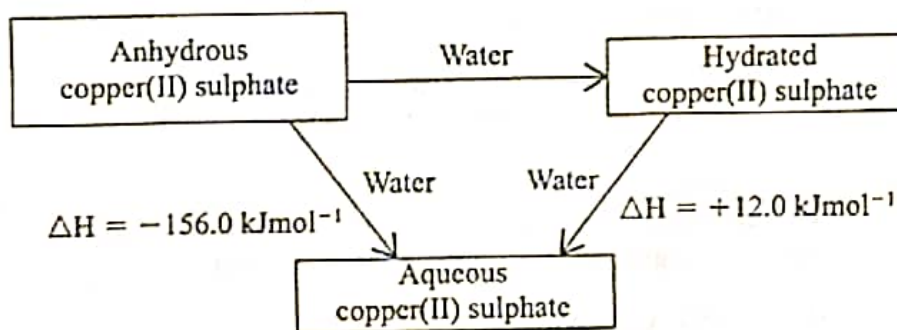 Anhydrous
copper(II) sulphate
Water
Hydrated
copper(II) sulphate
Water
Water
ΔH = −156.0 kJmol⁻¹
ΔH = +12.0 kJmol⁻¹
Aqueous
copper(II) sulphate